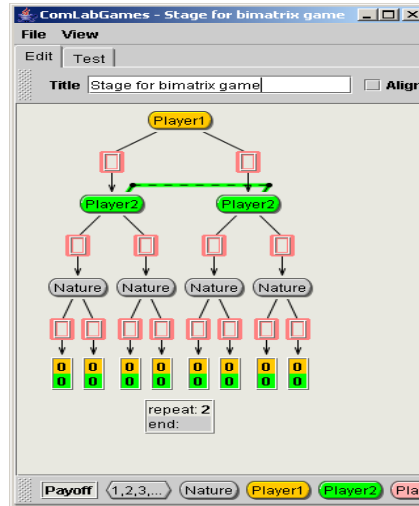 ComLabGames - Stage for bimatrix game
File View
Edit Test
Title Stage for bimatrix game Align
Player1
Player2 Player2
Nature Nature Nature Nature
0 0 0 0 0 0 0 0
0 0 0 0 0 0 0 0
repeat: 2
end:
Payoff 1,2,3,... Nature Player1 Player2 Pla